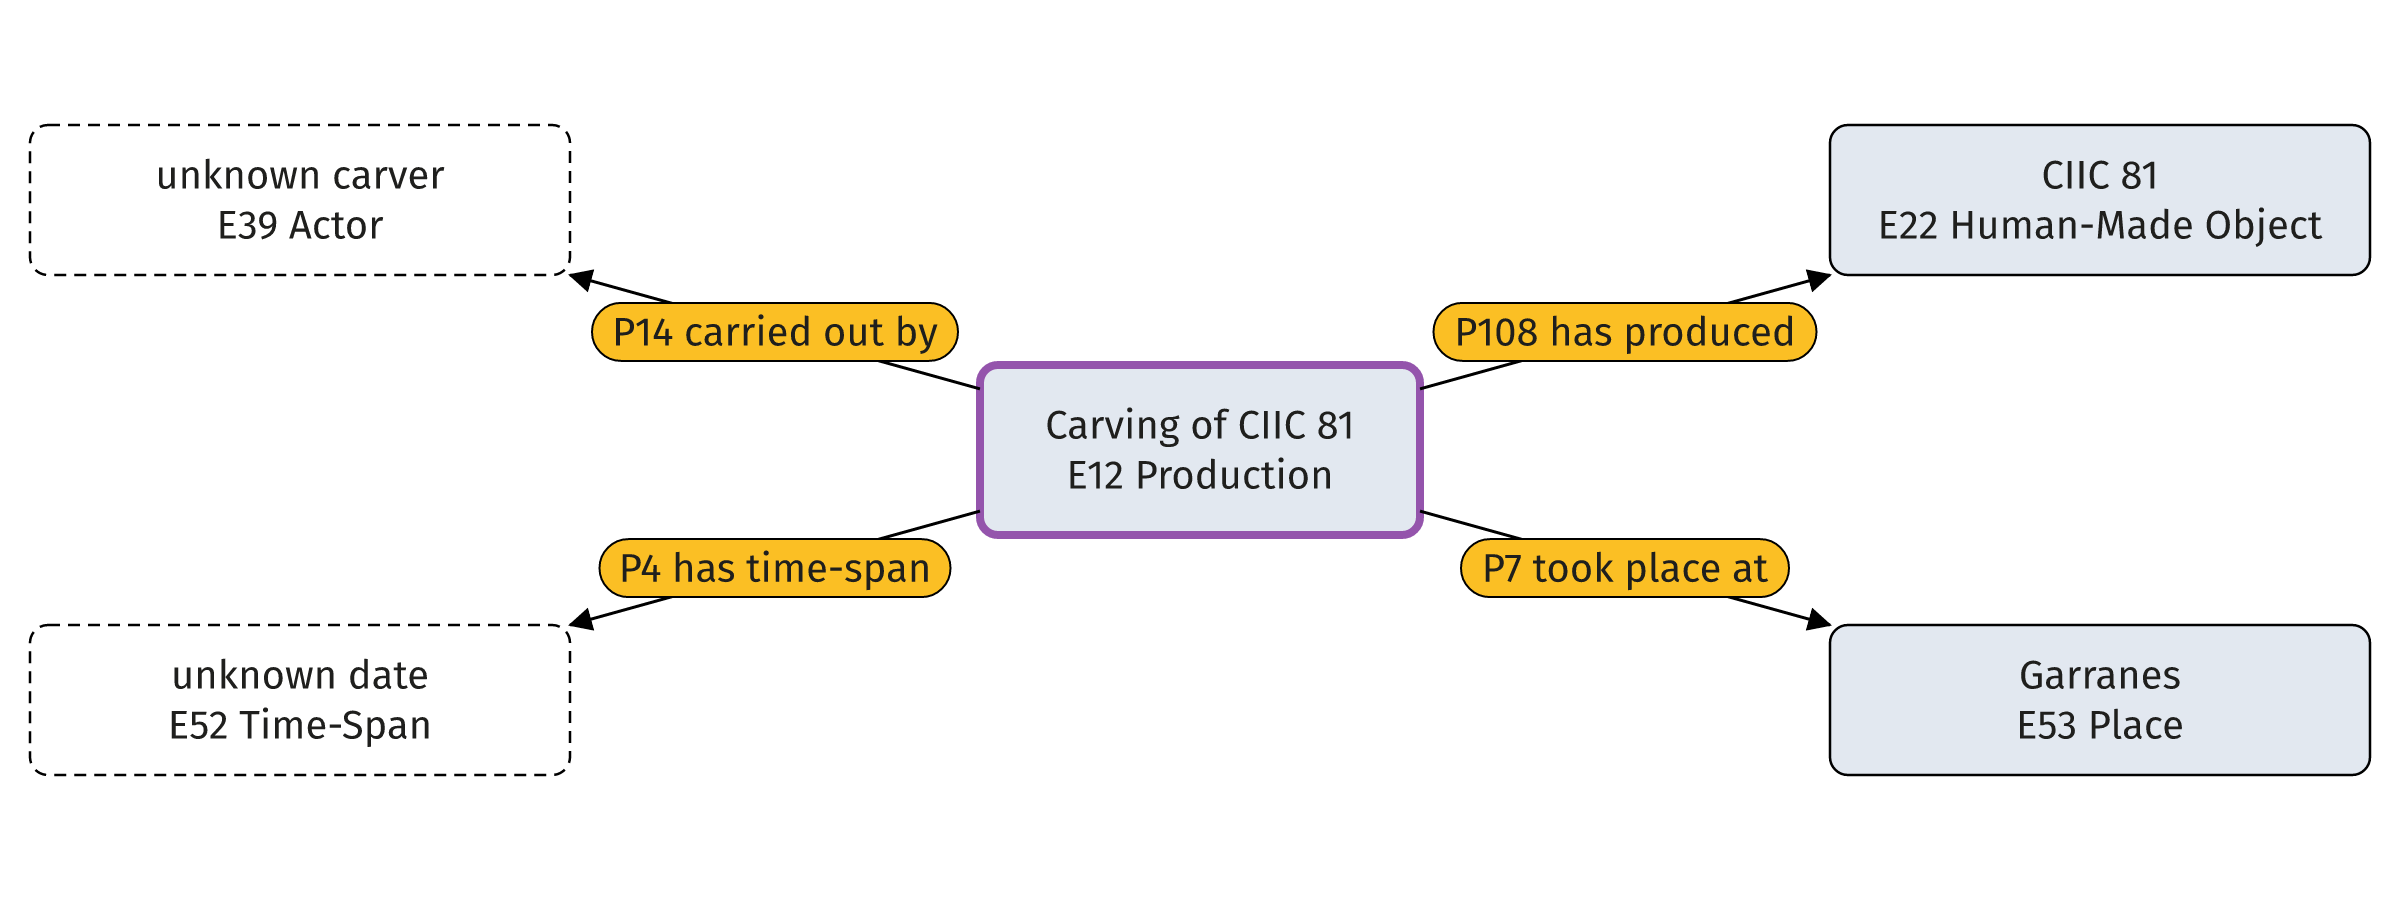 unknown carver
E39 Actor
CIIC 81
E22 Human-Made Object
P14 carried out by
P108 has produced
Carving of CIIC 81
E12 Production
P4 has time-span
P7 took place at
unknown date
E52 Time-Span
Garranes
E53 Place